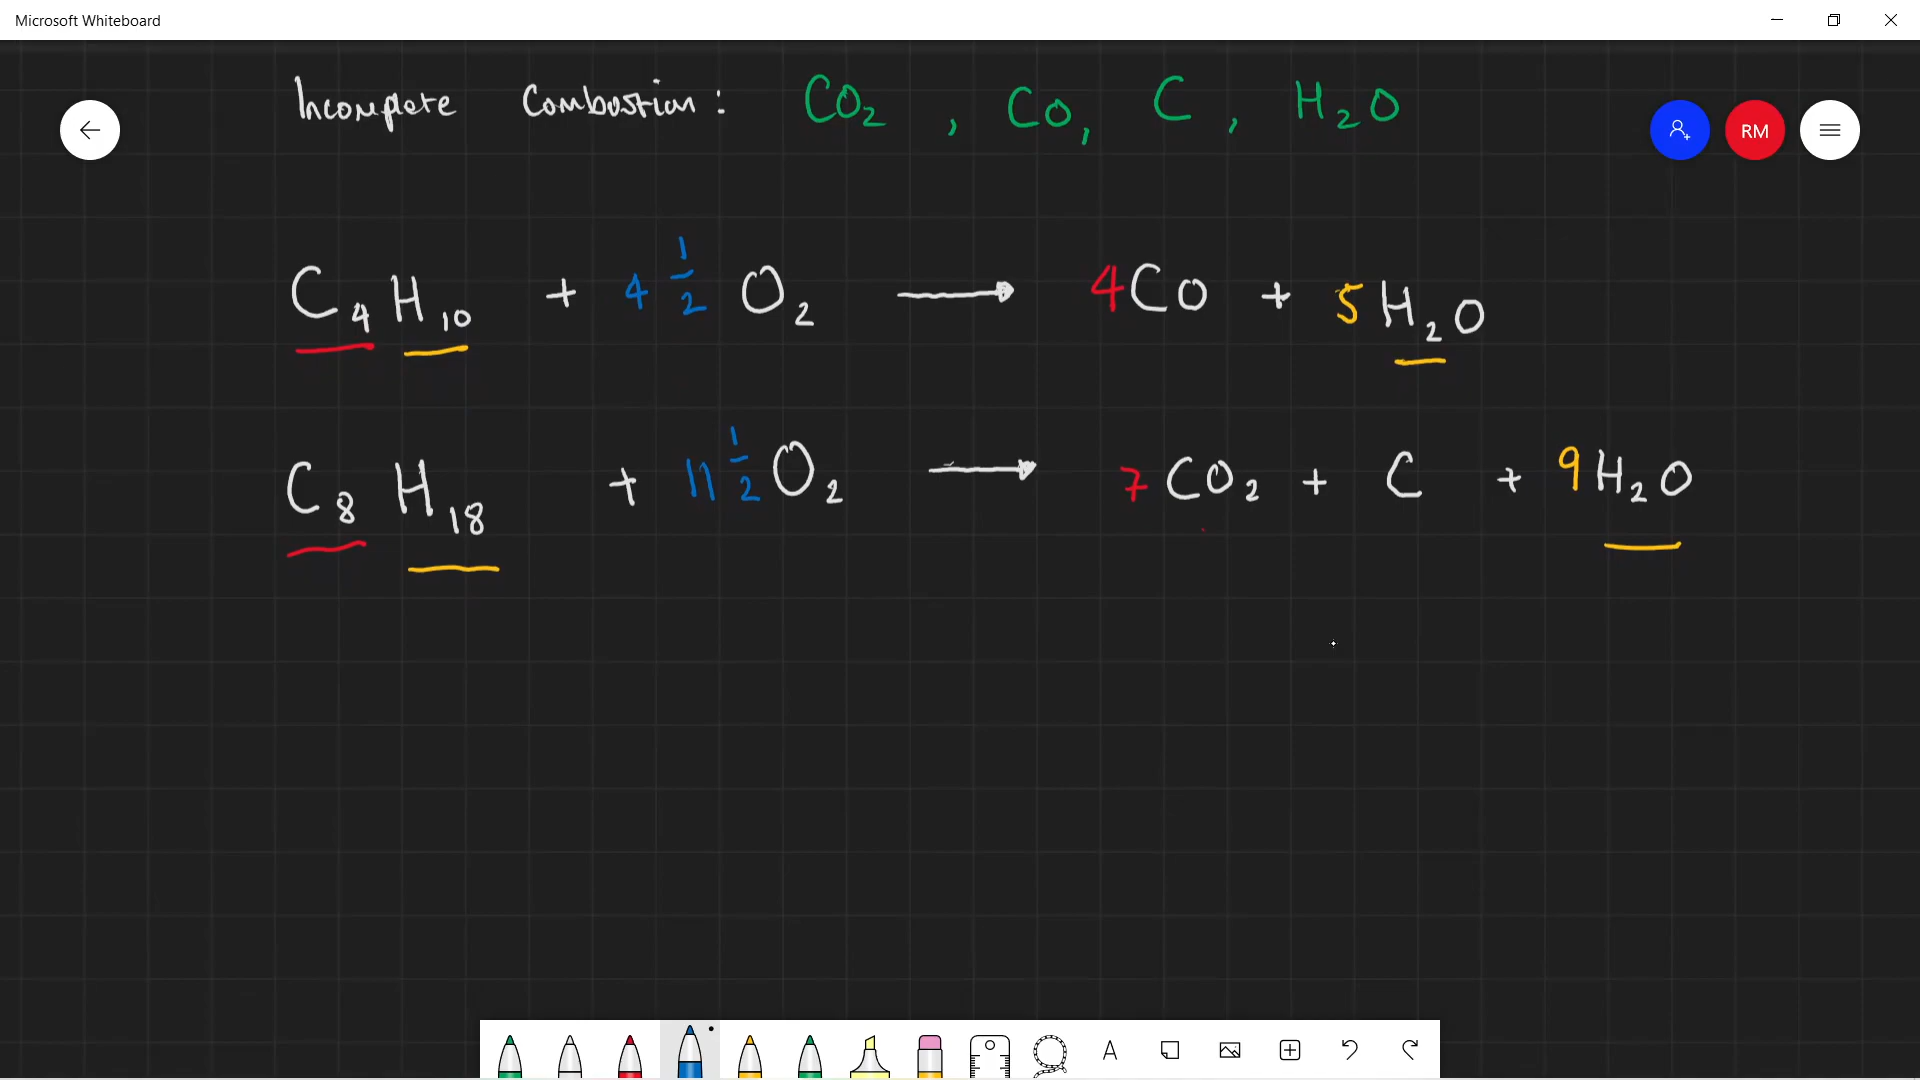 Microsoft Whiteboard
Incomplete Combustion: CO₂, CO, C, H₂O
RM
C₄H₁₀ + 4 1/2 O₂ → 4CO + 5H₂O
C₈H₁₈ + 11 1/2 O₂ → 7CO₂ + C + 9H₂O
A